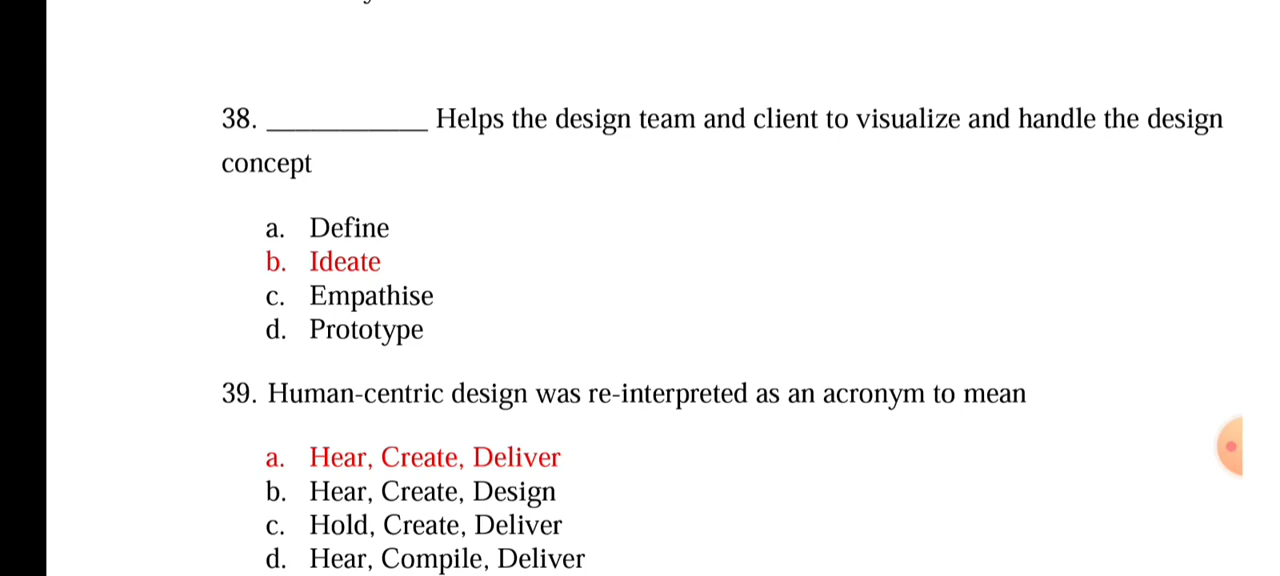 38. ___________ Helps the design team and client to visualize and handle the design
concept
a. Define
b. Ideate
c. Empathise
d. Prototype
39. Human-centric design was re-interpreted as an acronym to mean
a. Hear, Create, Deliver
b. Hear, Create, Design
c. Hold, Create, Deliver
d. Hear, Compile, Deliver